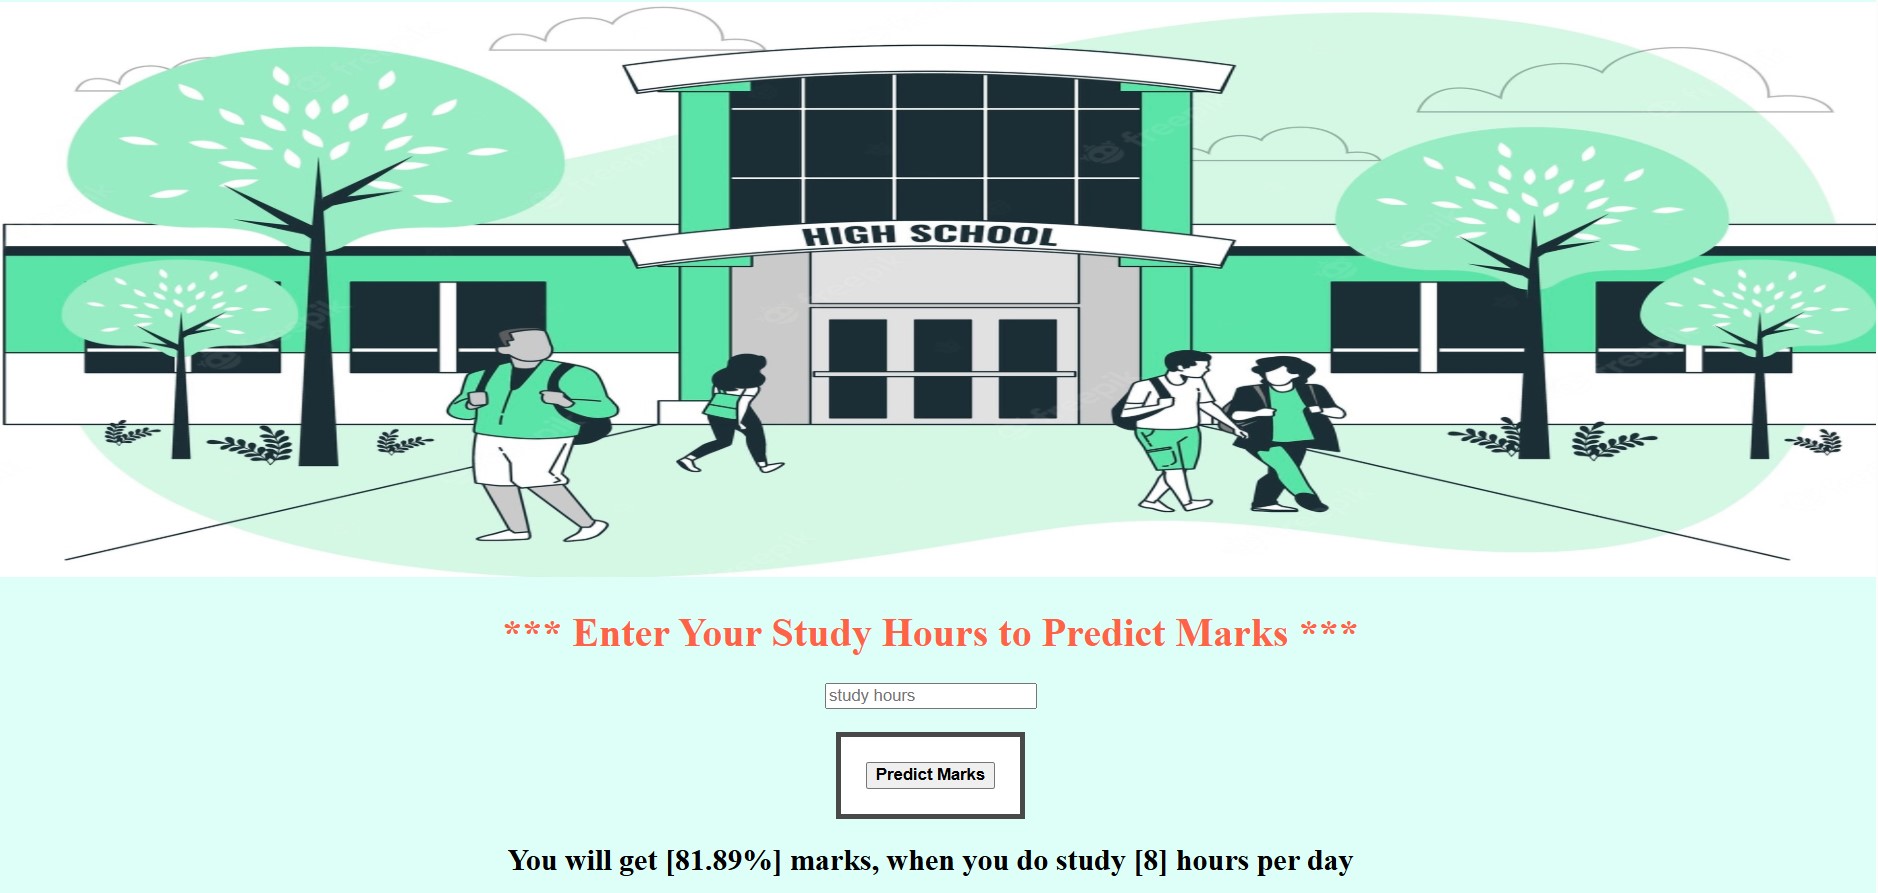 HIGH SCHOOL
*** Enter Your Study Hours to Predict Marks ***
study hours
Predict Marks
You will get [81.89%] marks, when you do study [8] hours per day